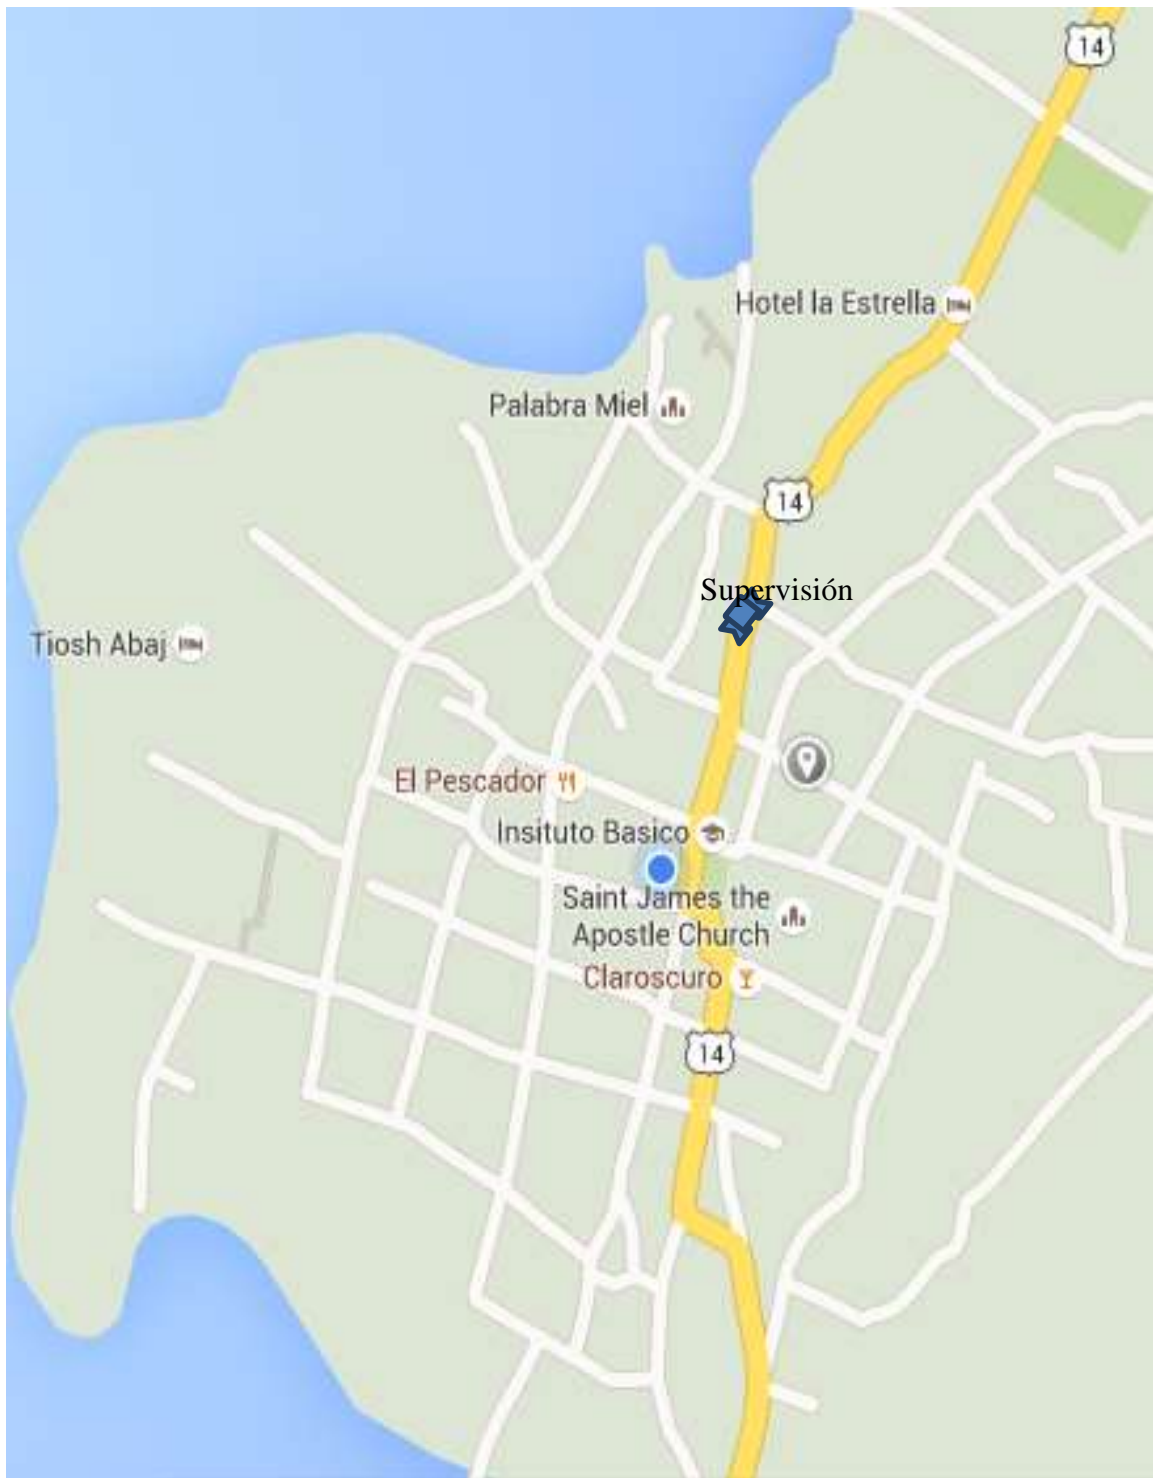 14
Hotel la Estrella
Palabra Miel
14
Supervisión
Tiosh Abaj
El Pescador
Insituto Basico
Saint James the
Apostle Church
Claroscuro
14